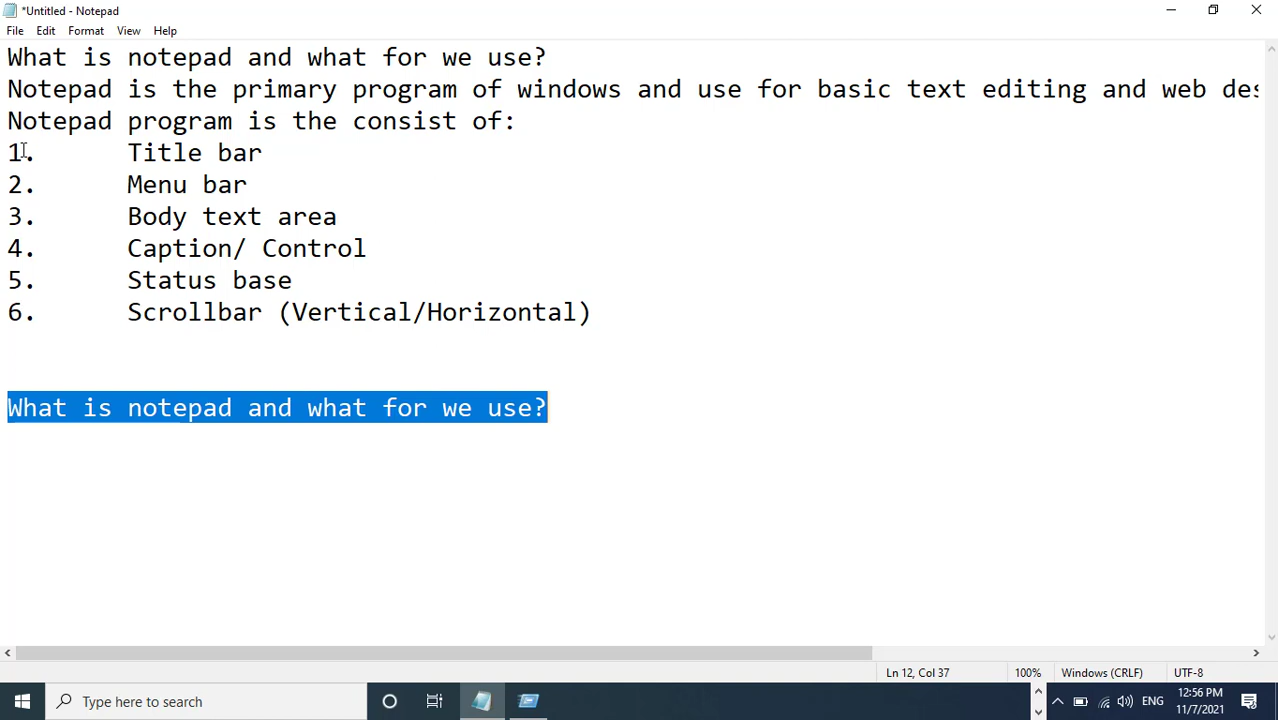 *Untitled - Notepad
File Edit Format View Help
What is notepad and what for we use?
Notepad is the primary program of windows and use for basic text editing and web des
Notepad program is the consist of:
1. Title bar
2. Menu bar
3. Body text area
4. Caption/ Control
5. Status base
6. Scrollbar (Vertical/Horizontal)
What is notepad and what for we use?
Ln 12, Col 37 100% Windows (CRLF) UTF-8
Type here to search
ENG
12:56 PM
11/7/2021